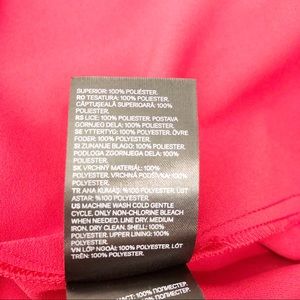 SUPERIOR: 100% POLIÉSTER.
RO TESATURA: 100% POLIESTER.
CĂPTUȘEALĂ SUPERIOARĂ: 100%
POLIESTER.
RS LICE: 100% POLIESTER. POSTAVA
GORNJEG DELA: 100% POLIESTER.
SE YTTERTYG: 100% POLYESTER. ÖVRE
FODER: 100% POLYESTER.
SI ZUNANJE BLAGO: 100% POLIESTER.
PODLOGA ZGORNJEGA DELA: 100%
POLIESTER.
SK VRCHNÝ MATERIÁL: 100%
POLYESTER. VRCHNÁ PODŠÍVKA: 100%
POLYESTER.
TR ANA KUMAŞ: %100 POLYESTER. ÜST
ASTAR: %100 POLYESTER.
US MACHINE WASH COLD GENTLE
CYCLE. ONLY NON-CHLORINE BLEACH
WHEN NEEDED. LINE DRY. MEDIUM
IRON. DRY CLEAN. SHELL: 100%
POLYESTER. UPPER LINING: 100%
POLYESTER.
VN LỚP NGOÀI: 100% POLYESTER. LÓT
TRÊN: 100% POLYESTER.
100% ПОЛИЕСТЕР.